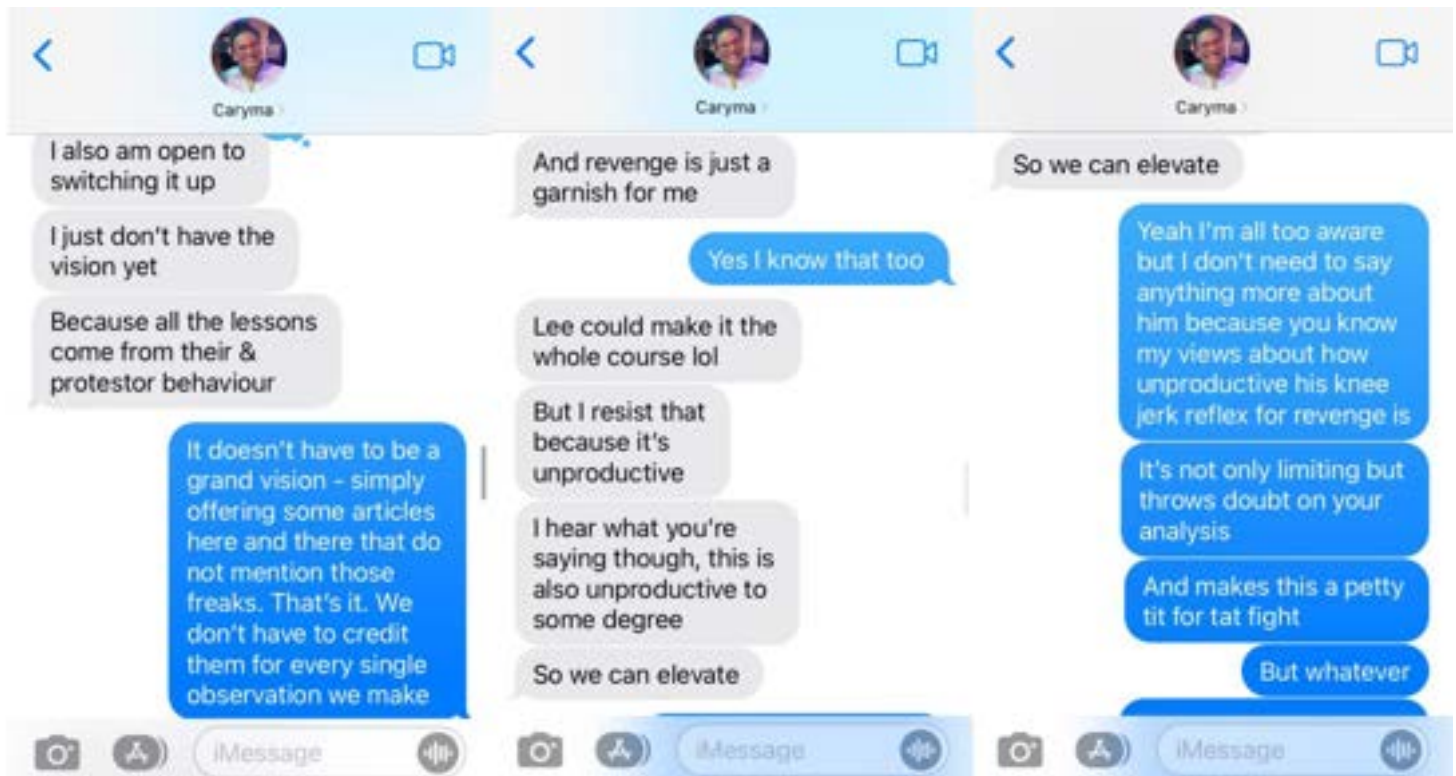 Caryma
I also am open to
switching it up
I just don't have the
vision yet
Because all the lessons
come from their &
protestor behaviour
It doesn't have to be a
grand vision - simply
offering some articles
here and there that do
not mention those
freaks. That's it. We
don't have to credit
them for every single
observation we make
iMessage
Caryma
And revenge is just a
garnish for me
Yes I know that too
Lee could make it the
whole course lol
But I resist that
because it's
unproductive
I hear what you're
saying though, this is
also unproductive to
some degree
So we can elevate
iMessage
Caryma
So we can elevate
Yeah I'm all too aware
but I don't need to say
anything more about
him because you know
my views about how
unproductive his knee
jerk reflex for revenge is
It's not only limiting but
throws doubt on your
analysis
And makes this a petty
tit for tat fight
But whatever
iMessage